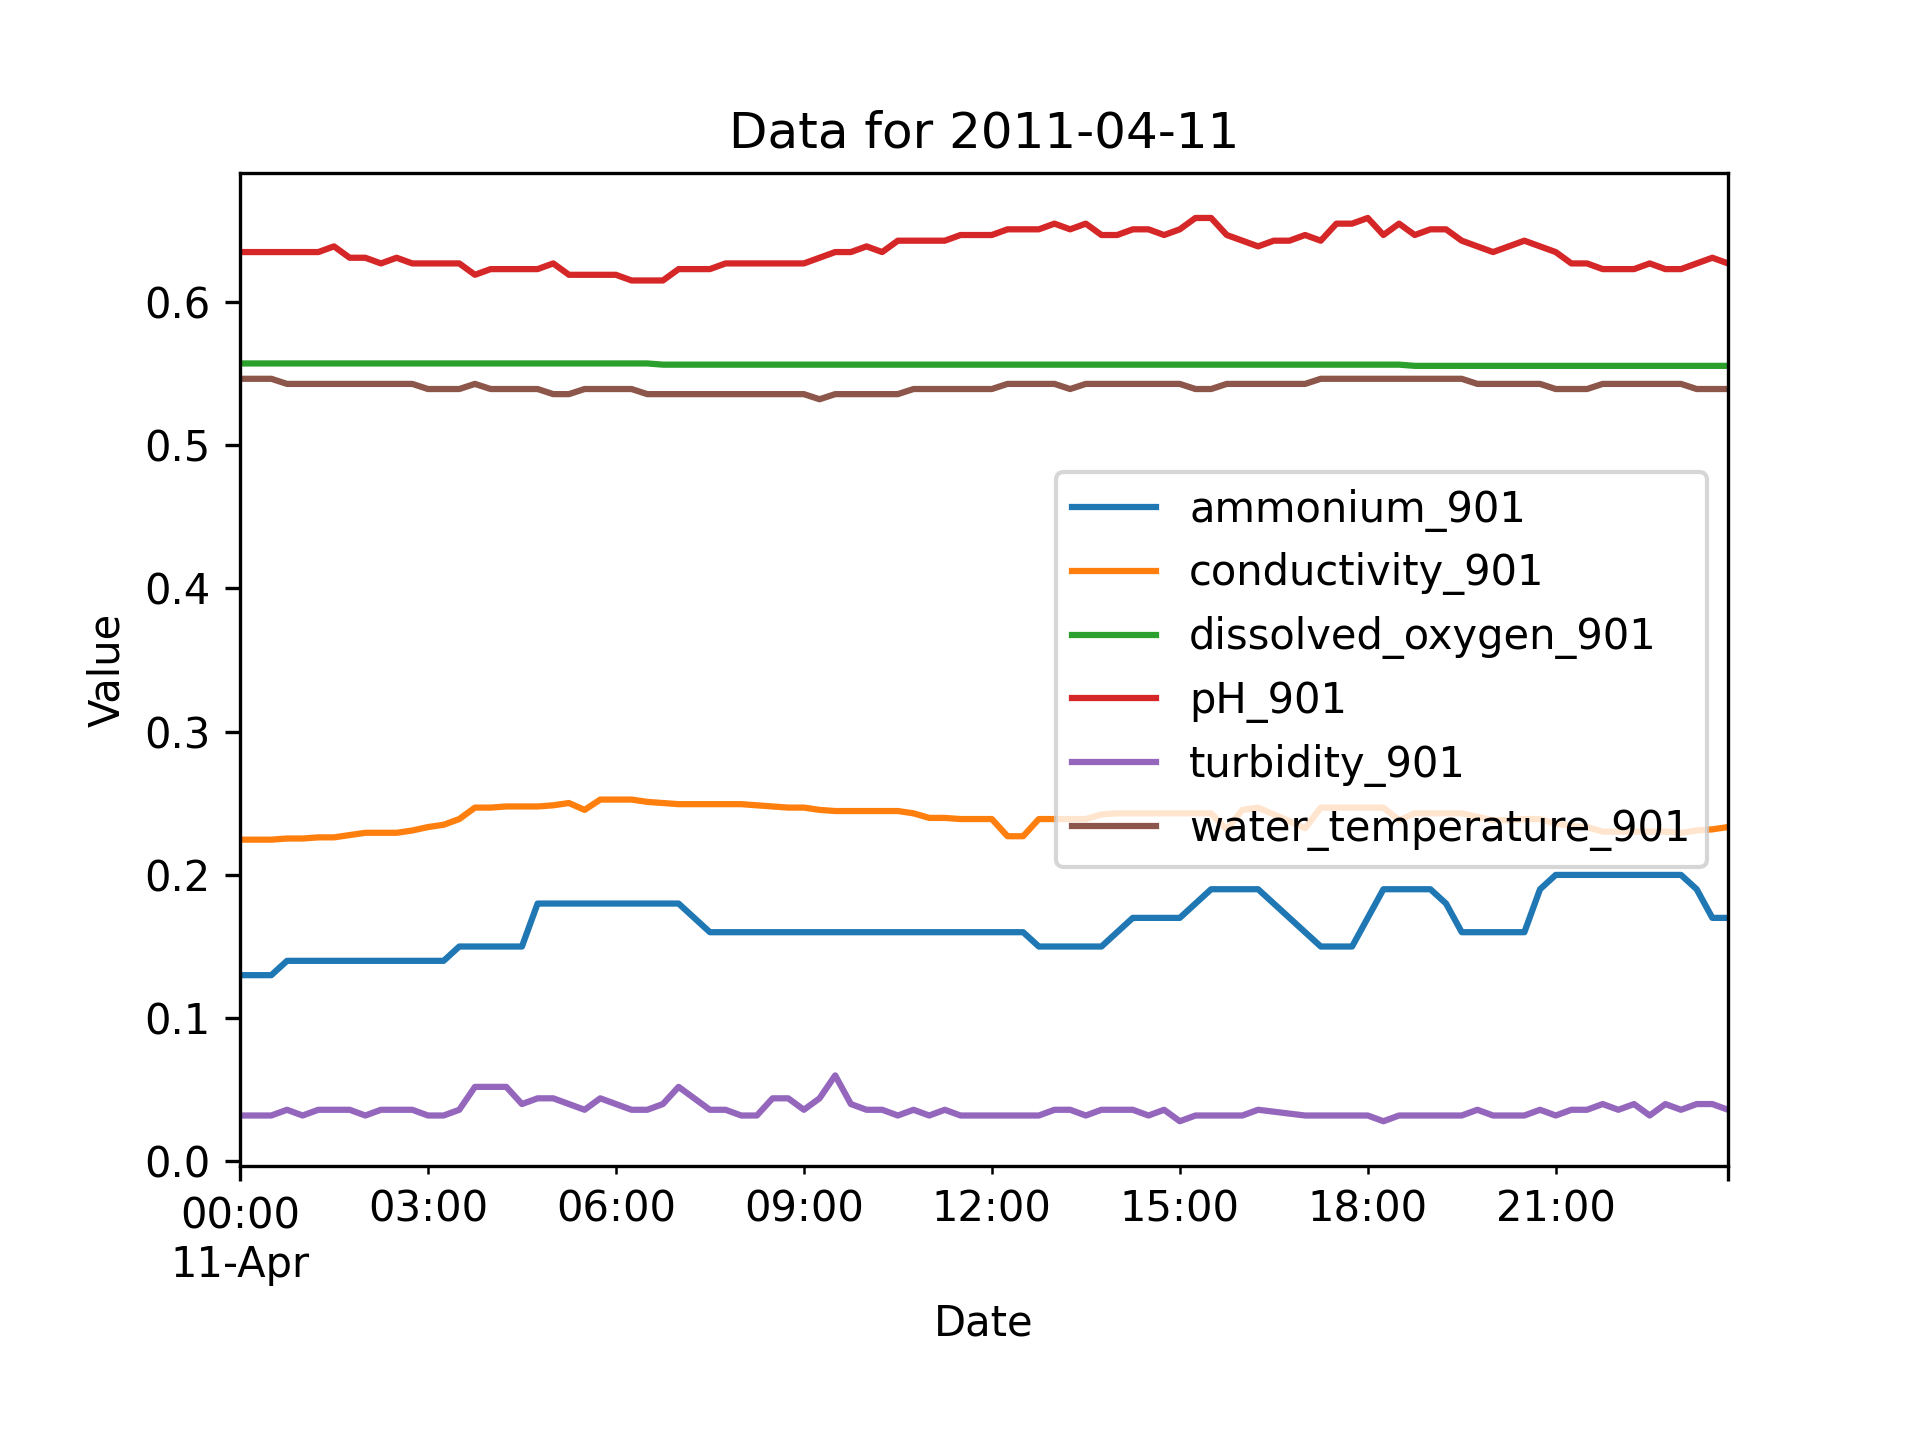 Data for 2011-04-11
Value
0.6
0.5
0.4
0.3
0.2
0.1
0.0
ammonium_901
conductivity_901
dissolved_oxygen_901
pH_901
turbidity_901
water_temperature_901
00:00 03:00 06:00 09:00 12:00 15:00 18:00 21:00
11-Apr
Date